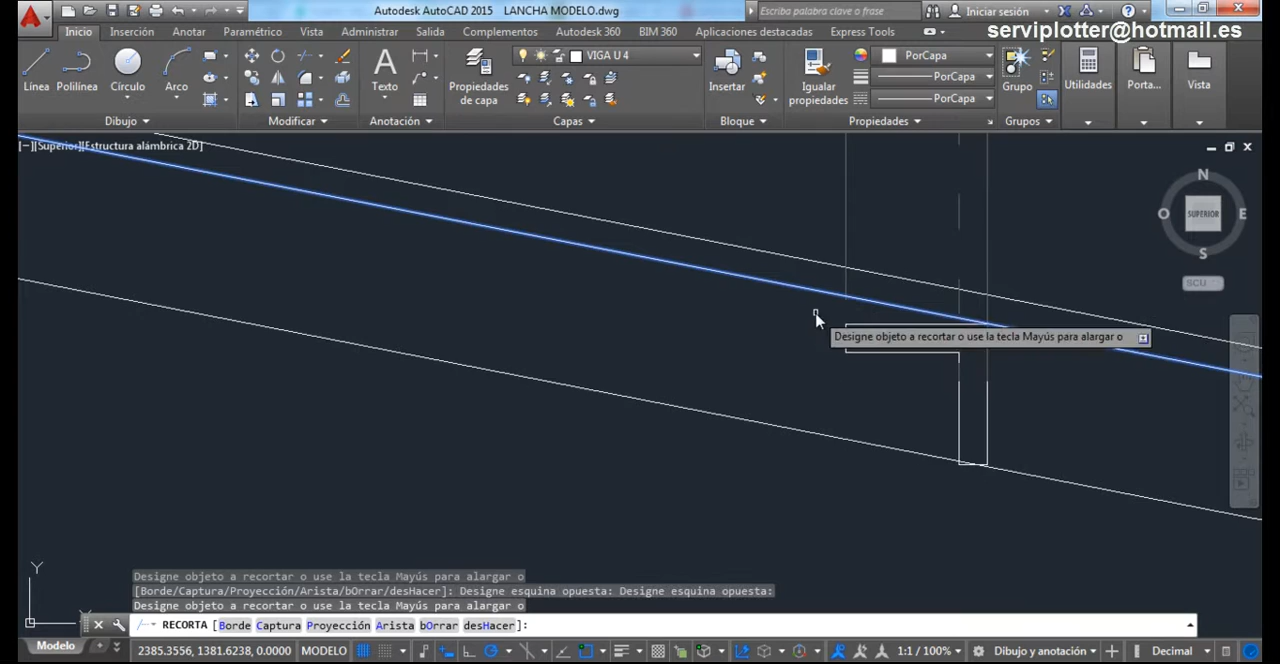 Autodesk AutoCAD 2015 LANCHA MODELO.dwg
Escriba palabra clave o frase
Iniciar sesión
Inicio Inserción Anotar Paramétrico Vista Administrar Salida Complementos Autodesk 360 BIM 360 Aplicaciones destacadas Express Tools
serviplotter@hotmail.es
VIGA U 4
PorCapa
PorCapa
PorCapa
Línea Polilínea Círculo Arco
Texto
Propiedades de capa
Insertar
Igualar propiedades
Grupo
Utilidades
Porta...
Vista
Dibujo Modificar Anotación Capas Bloque Propiedades Grupos
[−][Superior][Estructura alámbrica 2D]
N
O SUPERIOR E
S
SCU
Designe objeto a recortar o use la tecla Mayús para alargar o
Y
Designe objeto a recortar o use la tecla Mayús para alargar o
[Borde/Captura/Proyección/Arista/bOrrar/desHacer]: Designe esquina opuesta: Designe esquina opuesta:
Designe objeto a recortar o use la tecla Mayús para alargar o
RECORTA [Borde Captura Proyección Arista bOrrar desHacer]:
Modelo
2385.3556, 1381.6238, 0.0000 MODELO 1:1 / 100% Dibujo y anotación Decimal